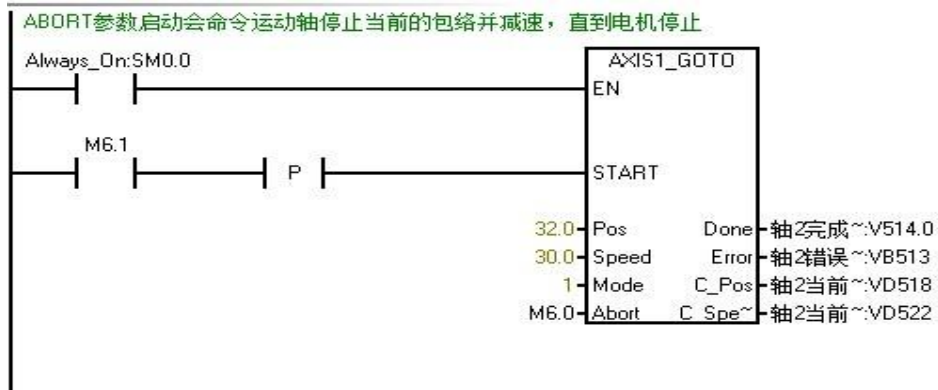 ABORT参数启动会命令运动轴停止当前的包络并减速，直到电机停止
Always_On:SM0.0
AXIS1_GOTO
EN
M6.1
P
START
32.0 Pos Done 轴2完成~:V514.0
30.0 Speed Error 轴2错误~:VB513
1 Mode C_Pos 轴2当前~:VD518
M6.0 Abort C_Spe~ 轴2当前~:VD522